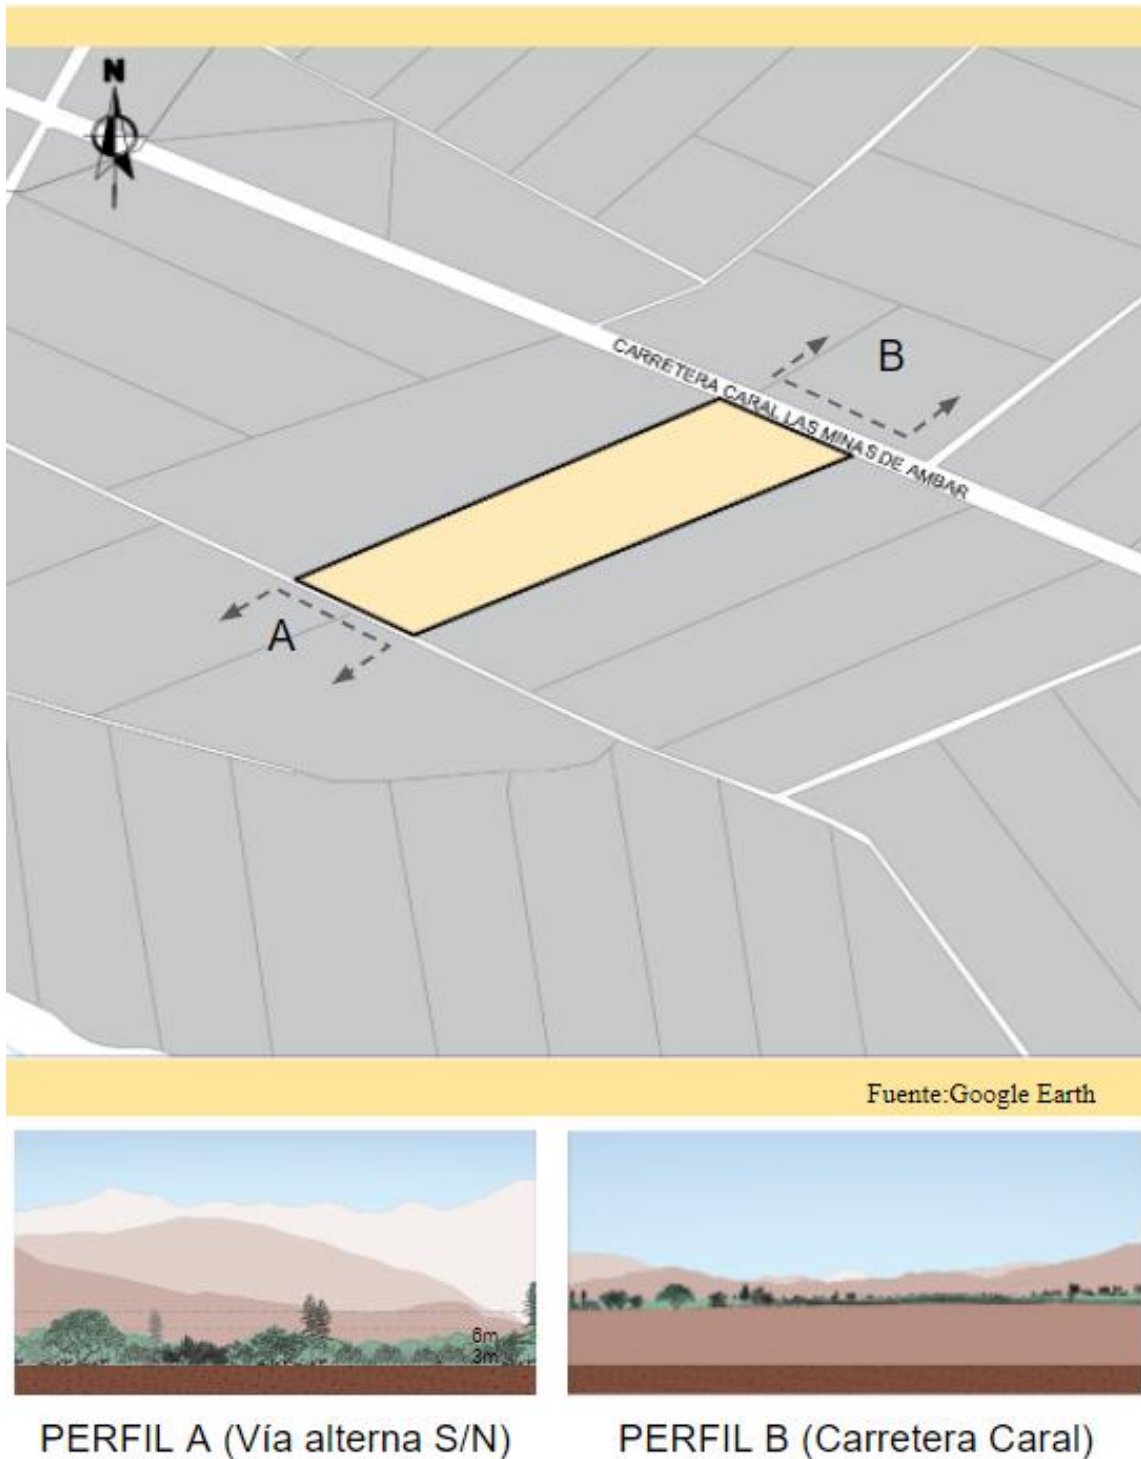 N
B
CARRETERA CARAL LAS MINAS DE AMBAR
A
Fuente:Google Earth
6m
3m
PERFIL A (Vía alterna S/N)
PERFIL B (Carretera Caral)